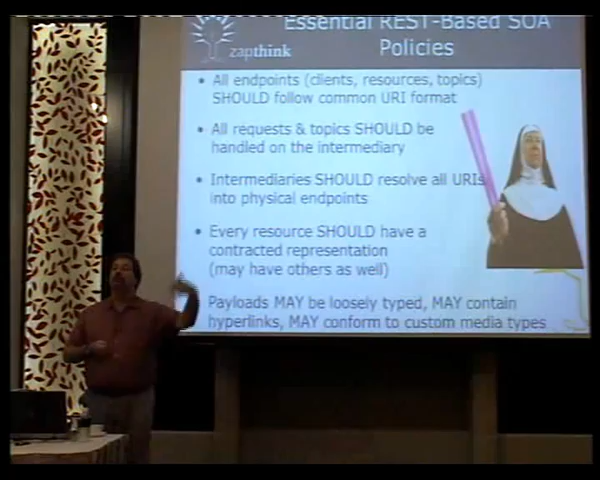 Essential REST-Based SOA
Policies
zapthink
• All endpoints (clients, resources, topics)
SHOULD follow common URI format
• All requests & topics SHOULD be
handled on the intermediary
• Intermediaries SHOULD resolve all URIs
into physical endpoints
• Every resource SHOULD have a
contracted representation
(may have others as well)
Payloads MAY be loosely typed, MAY contain
hyperlinks, MAY conform to custom media types